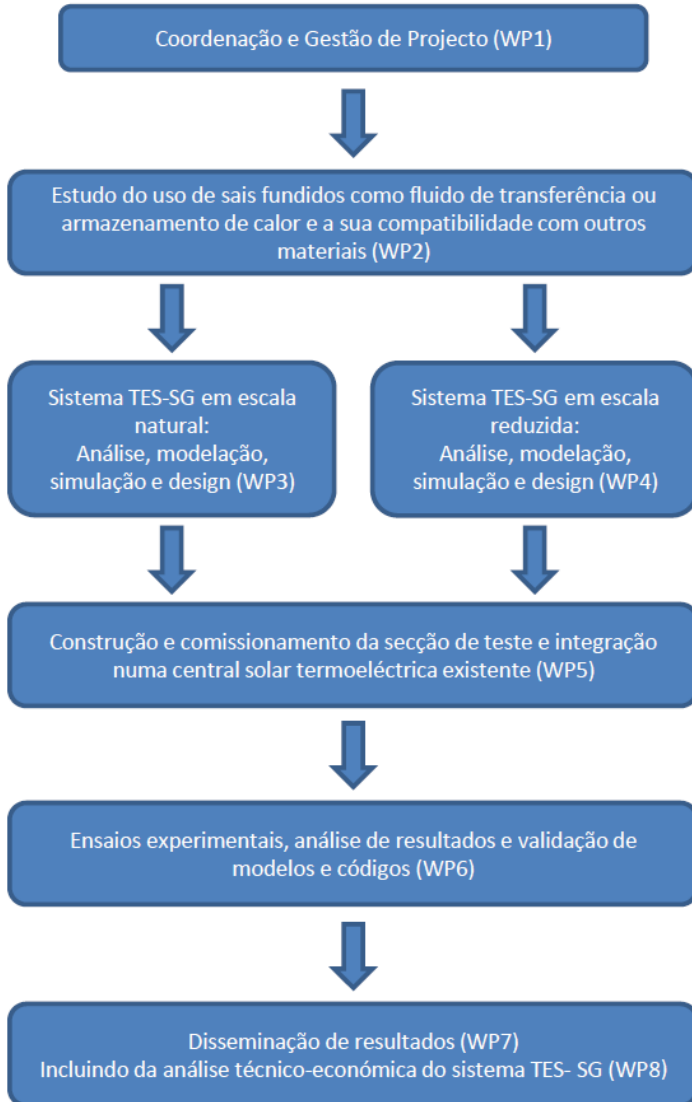 Coordenação e Gestão de Projecto (WP1)
Estudo do uso de sais fundidos como fluido de transferência ou
armazenamento de calor e a sua compatibilidade com outros
materiais (WP2)
Sistema TES-SG em escala
natural:
Análise, modelação,
simulação e design (WP3)
Sistema TES-SG em escala
reduzida:
Análise, modelação,
simulação e design (WP4)
Construção e comissionamento da secção de teste e integração
numa central solar termoeléctrica existente (WP5)
Ensaios experimentais, análise de resultados e validação de
modelos e códigos (WP6)
Disseminação de resultados (WP7)
Incluindo da análise técnico-económica do sistema TES- SG (WP8)